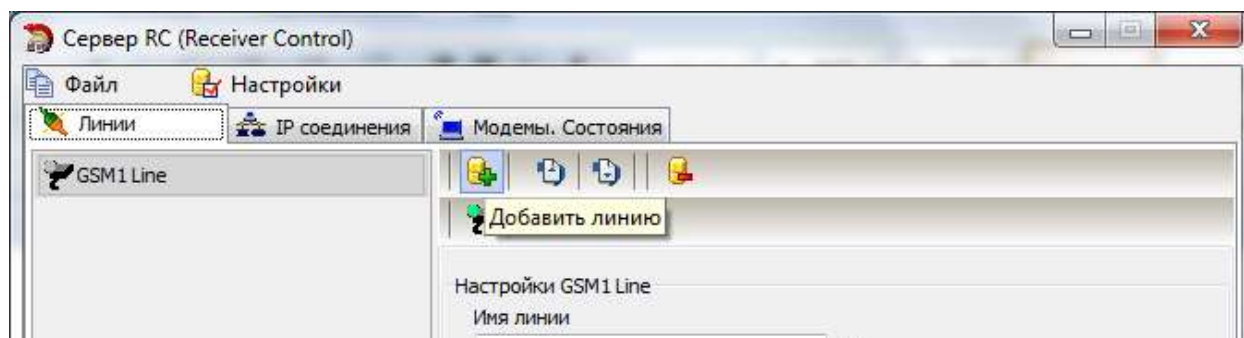 Сервер RC (Receiver Control)
Файл Настройки
Линии IP соединения Модемы. Состояния
GSM1 Line
Добавить линию
Настройки GSM1 Line
Имя линии